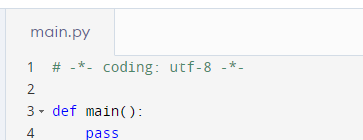 main.py
1 # -*- coding: utf-8 -*-
2
3 def main():
4     pass